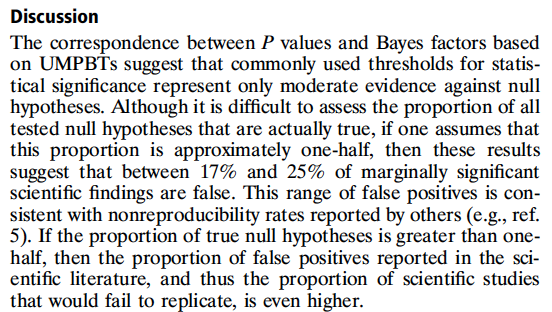 Discussion
The correspondence between P values and Bayes factors based
on UMPBTs suggest that commonly used thresholds for statis-
tical significance represent only moderate evidence against null
hypotheses. Although it is difficult to assess the proportion of all
tested null hypotheses that are actually true, if one assumes that
this proportion is approximately one-half, then these results
suggest that between 17% and 25% of marginally significant
scientific findings are false. This range of false positives is con-
sistent with nonreproducibility rates reported by others (e.g., ref.
5). If the proportion of true null hypotheses is greater than one-
half, then the proportion of false positives reported in the sci-
entific literature, and thus the proportion of scientific studies
that would fail to replicate, is even higher.